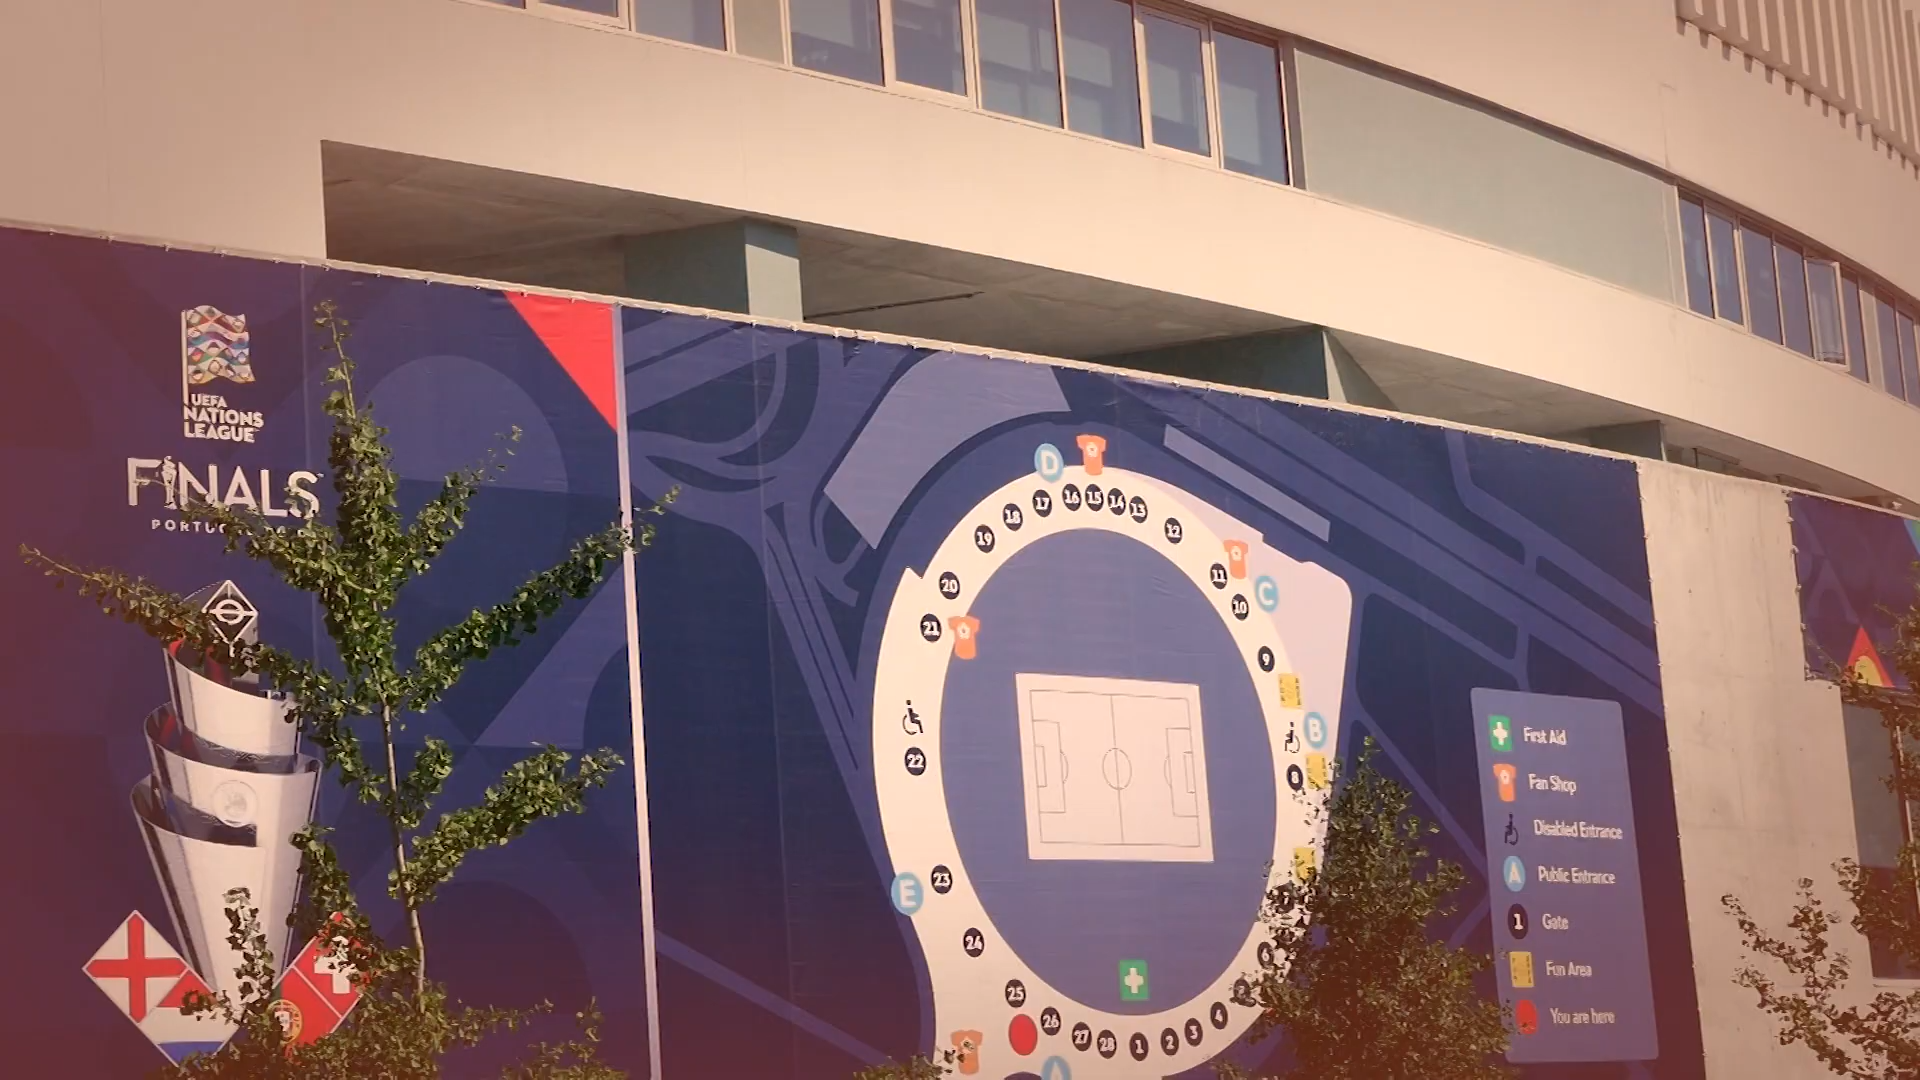 UEFA
NATIONS
LEAGUE
FINALS
D
16
15
14
13
17
18
12
19
11
20
C
10
21
9
B
22
8
First Aid
Fan Shop
Disabled Entrance
A Public Entrance
1 Gate
Fun Area
You are here
23
E
24
6
25
26
27
28
1
2
3
4
A